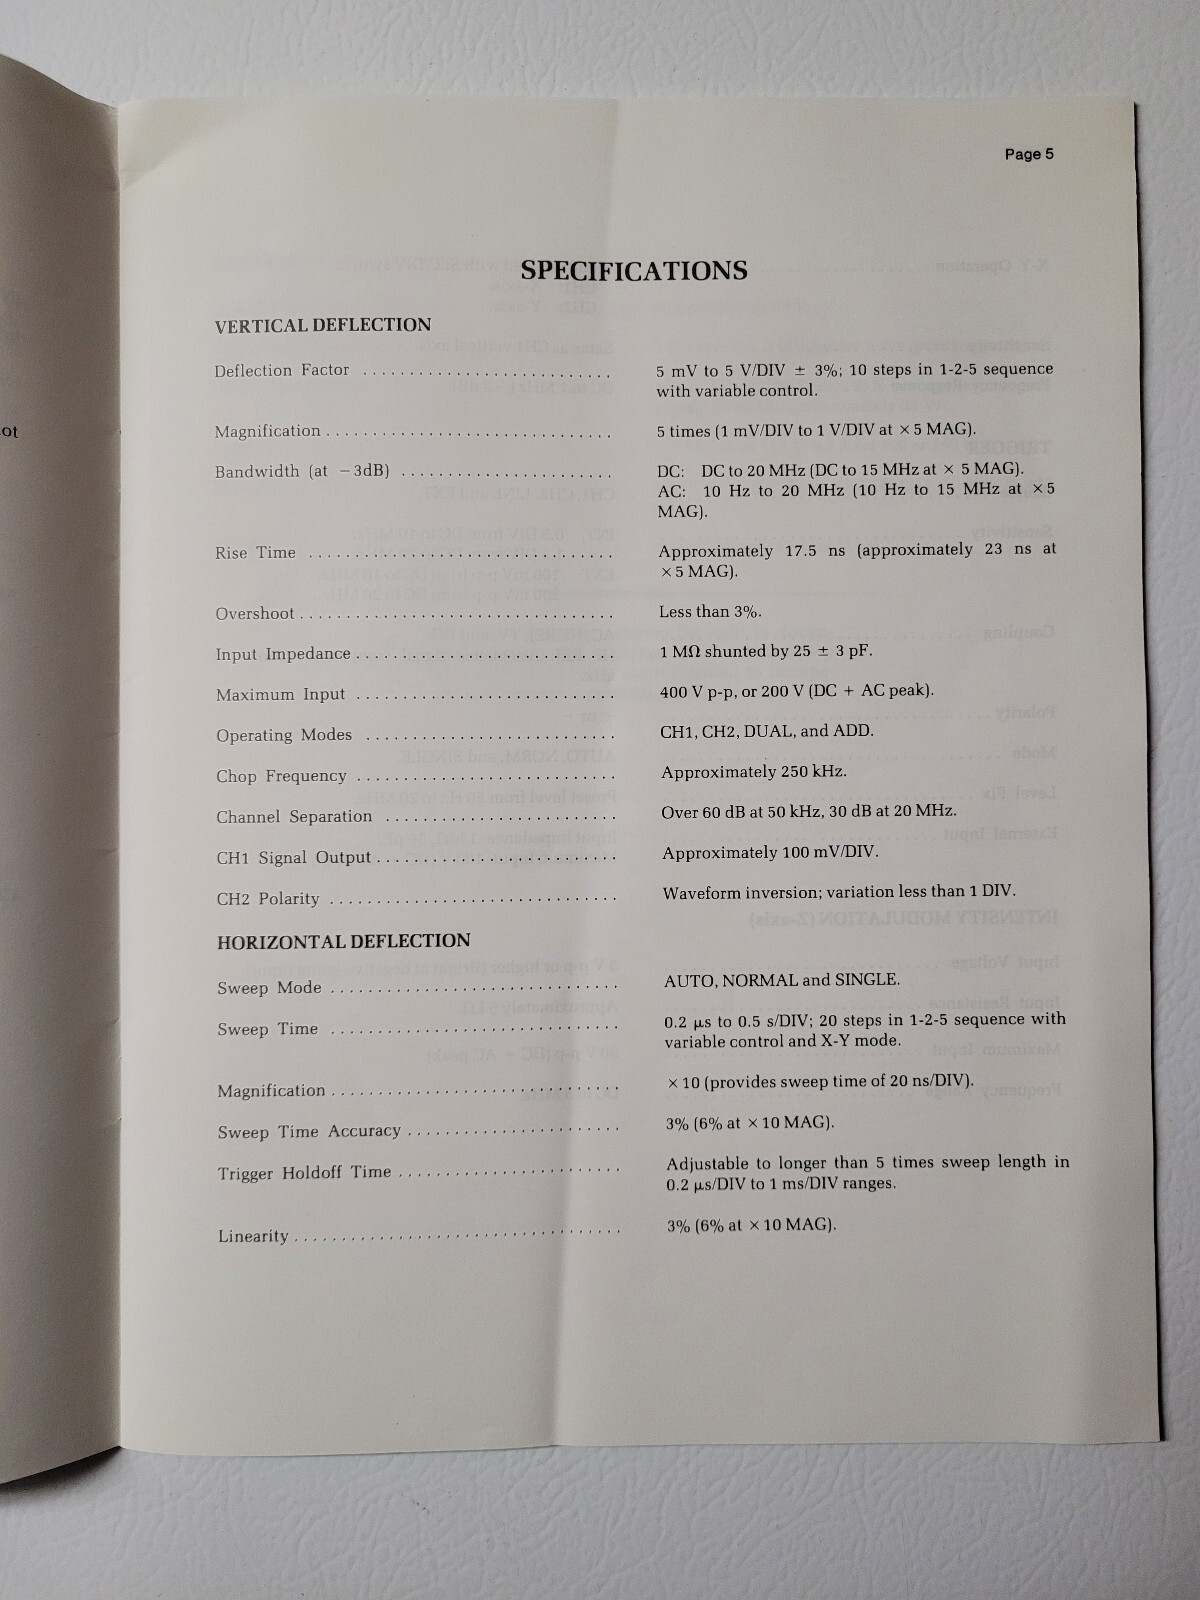 ot
Page 5
SPECIFICATIONS
VERTICAL DEFLECTION
Deflection Factor ........................... 5 mV to 5 V/DIV ± 3%; 10 steps in 1-2-5 sequence
with variable control.
Magnification ............................... 5 times (1 mV/DIV to 1 V/DIV at ×5 MAG).
Bandwidth (at −3dB) ....................... DC: DC to 20 MHz (DC to 15 MHz at × 5 MAG).
AC: 10 Hz to 20 MHz (10 Hz to 15 MHz at ×5
MAG).
Rise Time ................................. Approximately 17.5 ns (approximately 23 ns at
×5 MAG).
Overshoot .................................. Less than 3%.
Input Impedance ............................ 1 MΩ shunted by 25 ± 3 pF.
Maximum Input ............................ 400 V p-p, or 200 V (DC + AC peak).
Operating Modes ........................... CH1, CH2, DUAL, and ADD.
Chop Frequency ............................ Approximately 250 kHz.
Channel Separation ......................... Over 60 dB at 50 kHz, 30 dB at 20 MHz.
CH1 Signal Output .......................... Approximately 100 mV/DIV.
CH2 Polarity ............................... Waveform inversion; variation less than 1 DIV.
HORIZONTAL DEFLECTION
Sweep Mode ............................... AUTO, NORMAL and SINGLE.
Sweep Time ............................... 0.2 μs to 0.5 s/DIV; 20 steps in 1-2-5 sequence with
variable control and X-Y mode.
Magnification ............................... ×10 (provides sweep time of 20 ns/DIV).
Sweep Time Accuracy ....................... 3% (6% at ×10 MAG).
Trigger Holdoff Time ........................ Adjustable to longer than 5 times sweep length in
0.2 μs/DIV to 1 ms/DIV ranges.
Linearity ................................... 3% (6% at ×10 MAG).